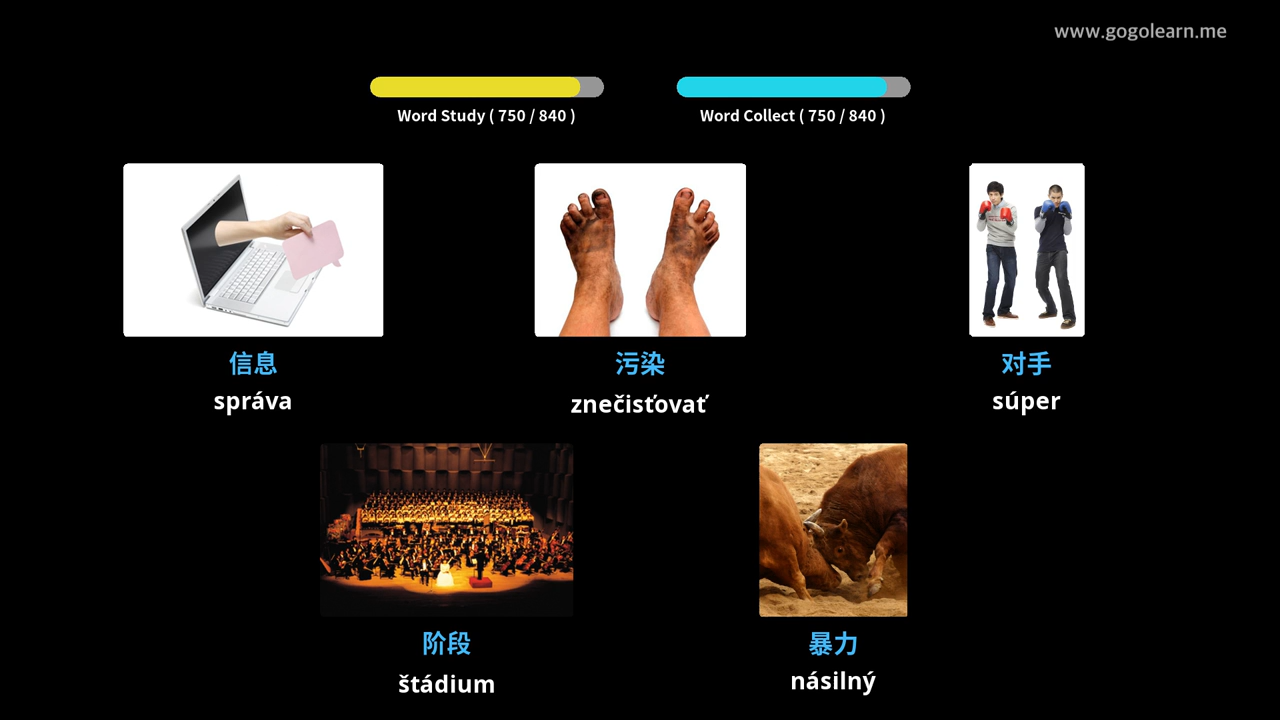 www.gogolearn.me
Word Study ( 750 / 840 )
Word Collect ( 750 / 840 )
信息
správa
污染
znečisťovať
对手
súper
阶段
štádium
暴力
násilný